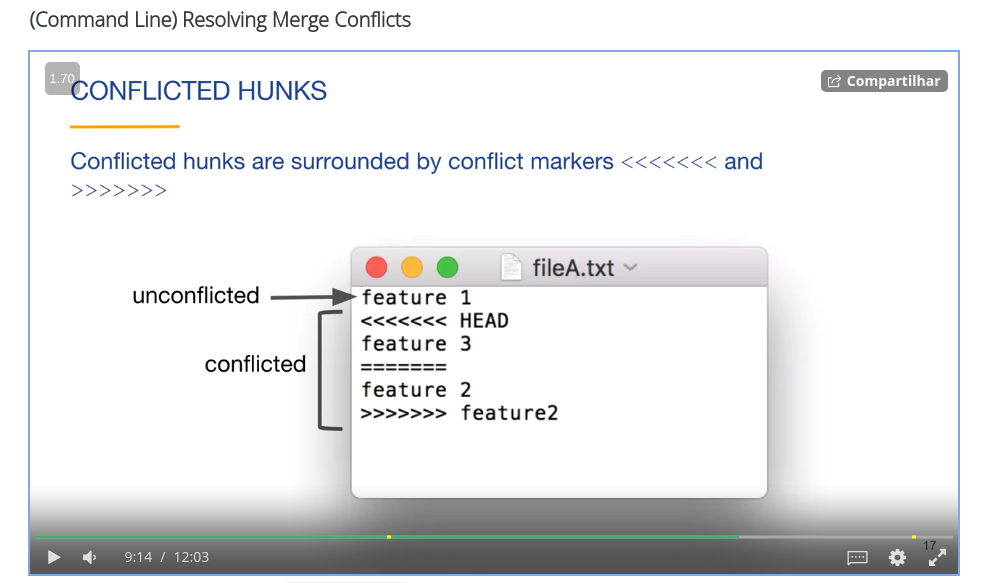 (Command Line) Resolving Merge Conflicts
1.70
CONFLICTED HUNKS
Compartilhar
Conflicted hunks are surrounded by conflict markers <<<<<<< and
>>>>>>>
fileA.txt
unconflicted
feature 1
<<<<<<< HEAD
feature 3
conflicted
=======
feature 2
>>>>>>> feature2
9:14 / 12:03
17